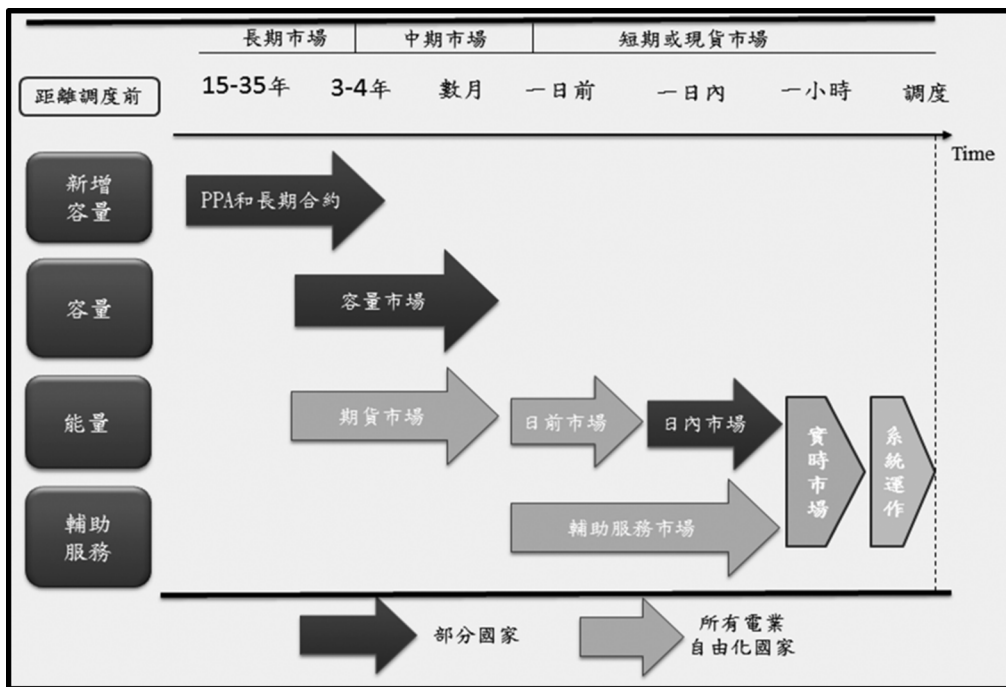 長期市場 中期市場 短期或現貨市場
距離調度前 15-35年 3-4年 數月 一日前 一日內 一小時 調度
Time
新增
容量
PPA和長期合約
容量
容量市場
能量
期貨市場 日前市場 日內市場
實時市場
系統運作
輔助
服務
輔助服務市場
部分國家
所有電業
自由化國家